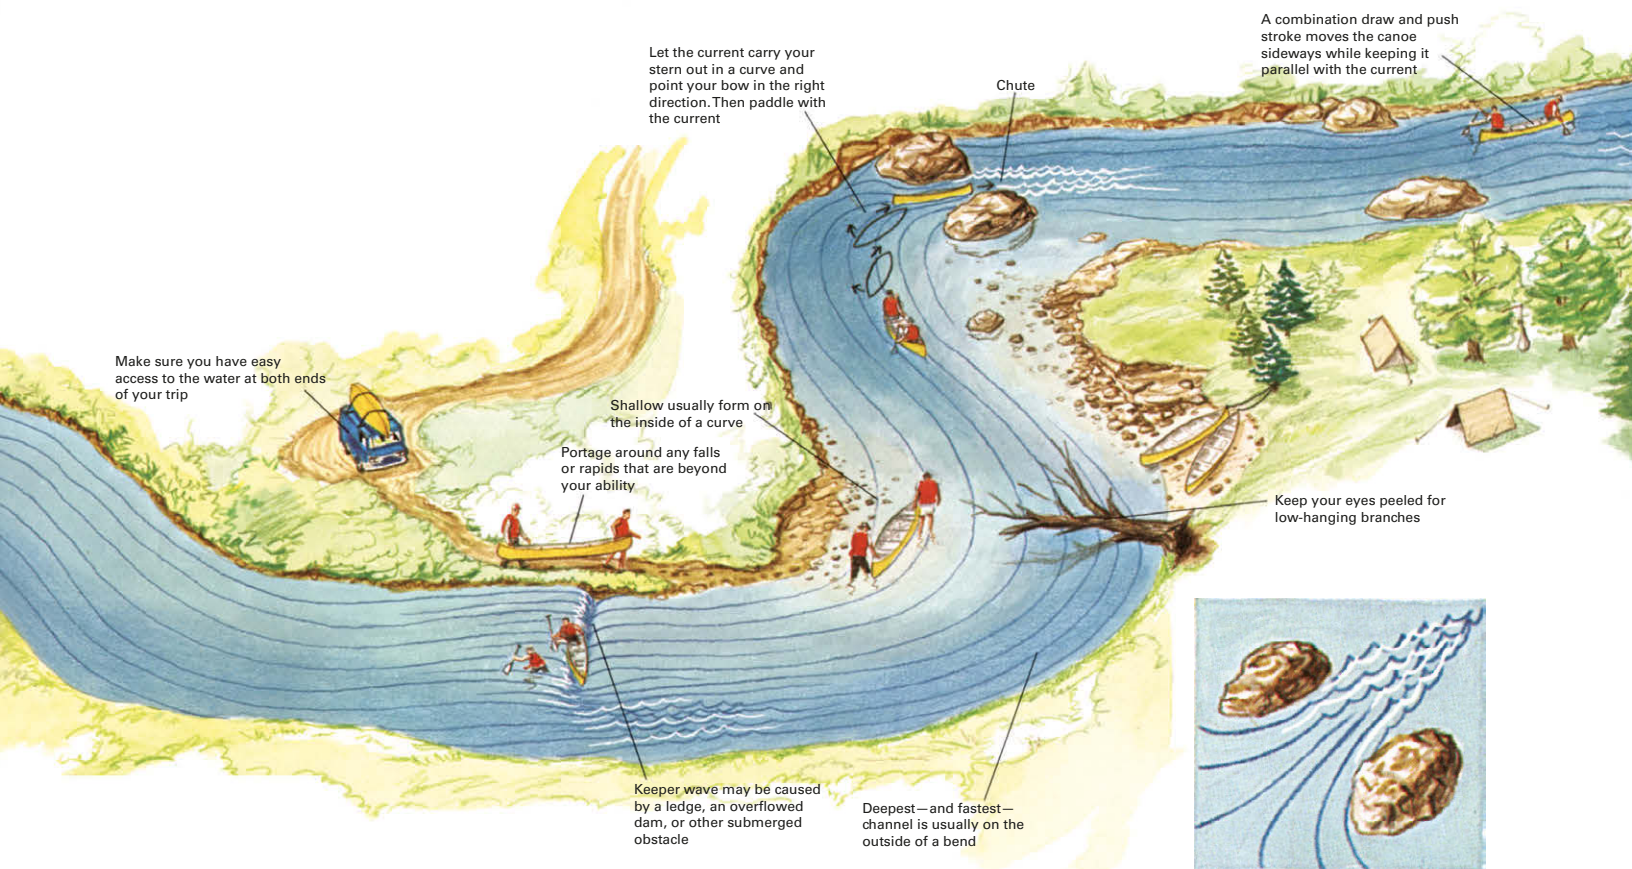 A combination draw and push
stroke moves the canoe
sideways while keeping it
parallel with the current
Let the current carry your
stern out in a curve and
point your bow in the right
direction. Then paddle with
the current
Chute
Make sure you have easy
access to the water at both ends
of your trip
Shallow usually form on
the inside of a curve
Portage around any falls
or rapids that are beyond
your ability
Keep your eyes peeled for
low-hanging branches
Keeper wave may be caused
by a ledge, an overflowed
dam, or other submerged
obstacle
Deepest—and fastest—
channel is usually on the
outside of a bend